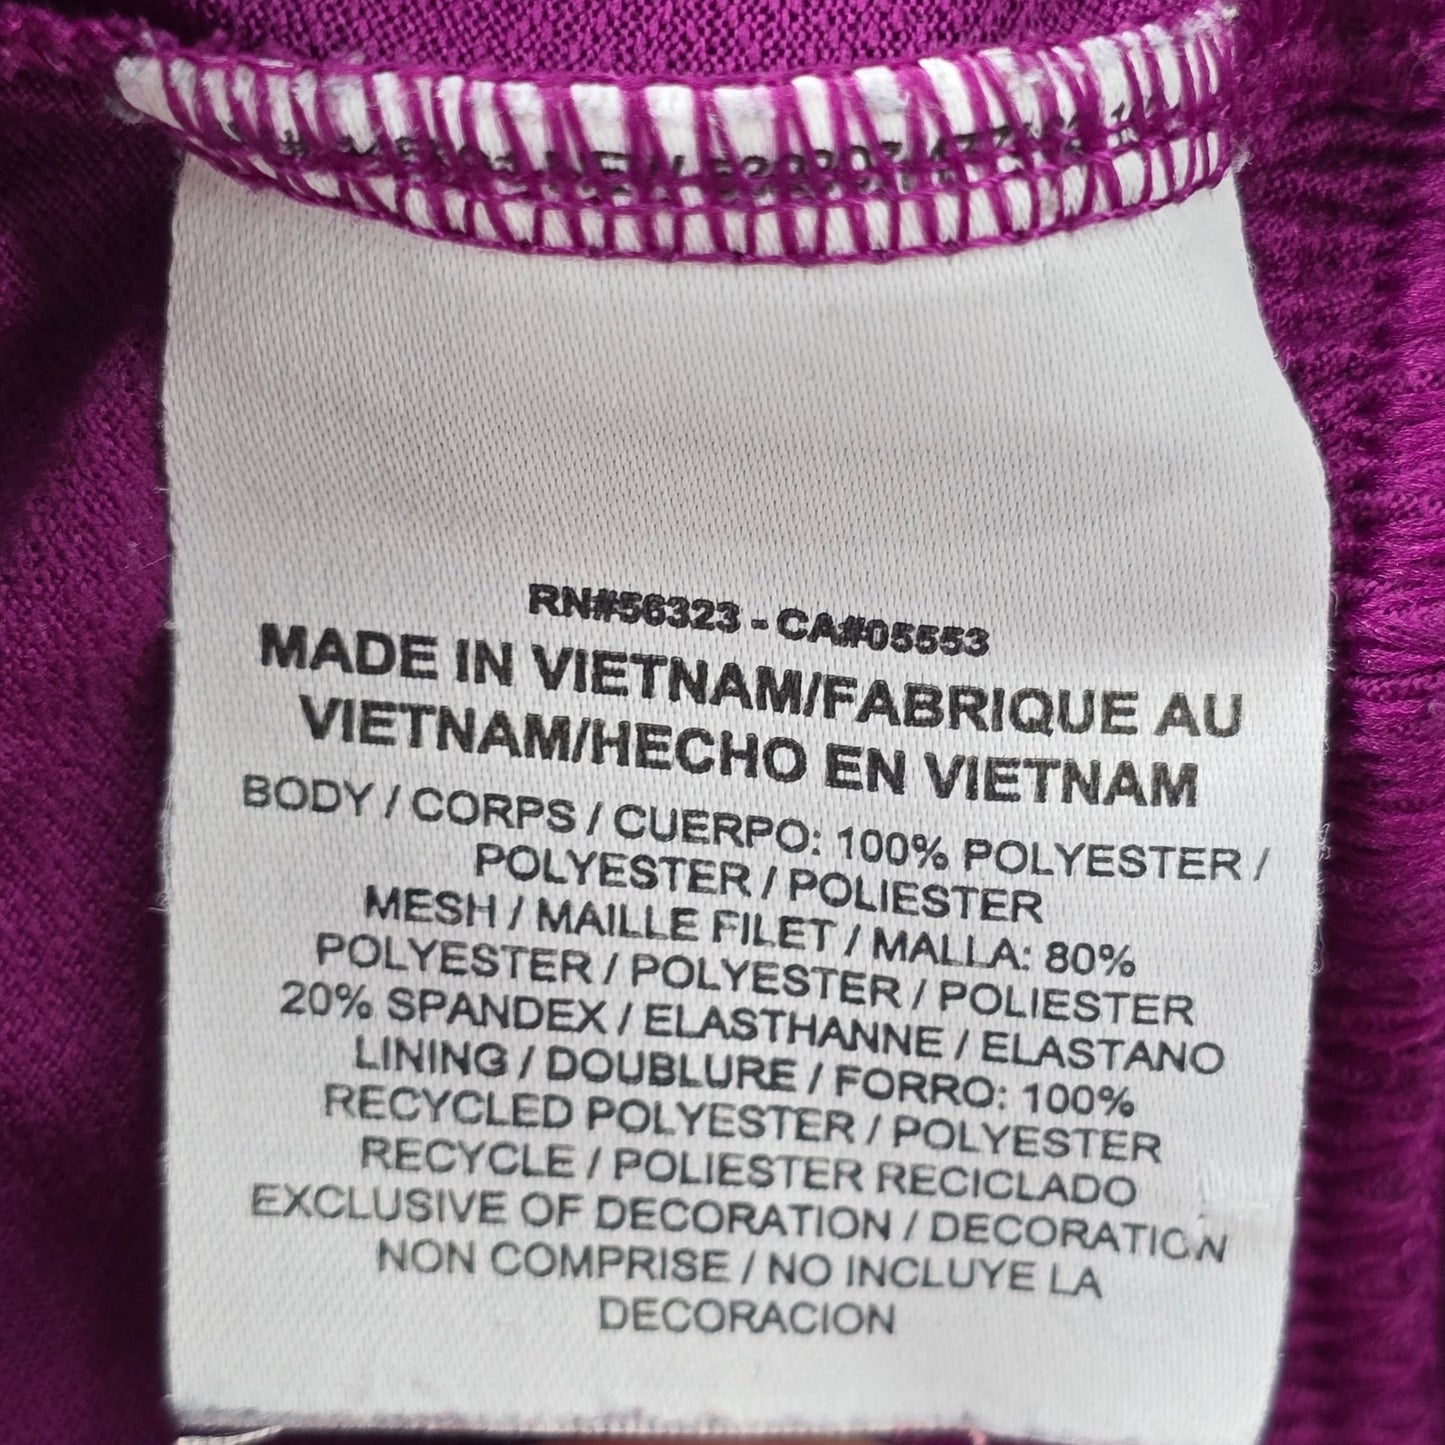 RN#56323 - CA#05553
MADE IN VIETNAM/FABRIQUE AU
VIETNAM/HECHO EN VIETNAM
BODY / CORPS / CUERPO: 100% POLYESTER /
POLYESTER / POLIESTER
MESH / MAILLE FILET / MALLA: 80%
POLYESTER / POLYESTER / POLIESTER
20% SPANDEX / ELASTHANNE / ELASTANO
LINING / DOUBLURE / FORRO: 100%
RECYCLED POLYESTER / POLYESTER
RECYCLE / POLIESTER RECICLADO
EXCLUSIVE OF DECORATION / DECORATION
NON COMPRISE / NO INCLUYE LA
DECORACION